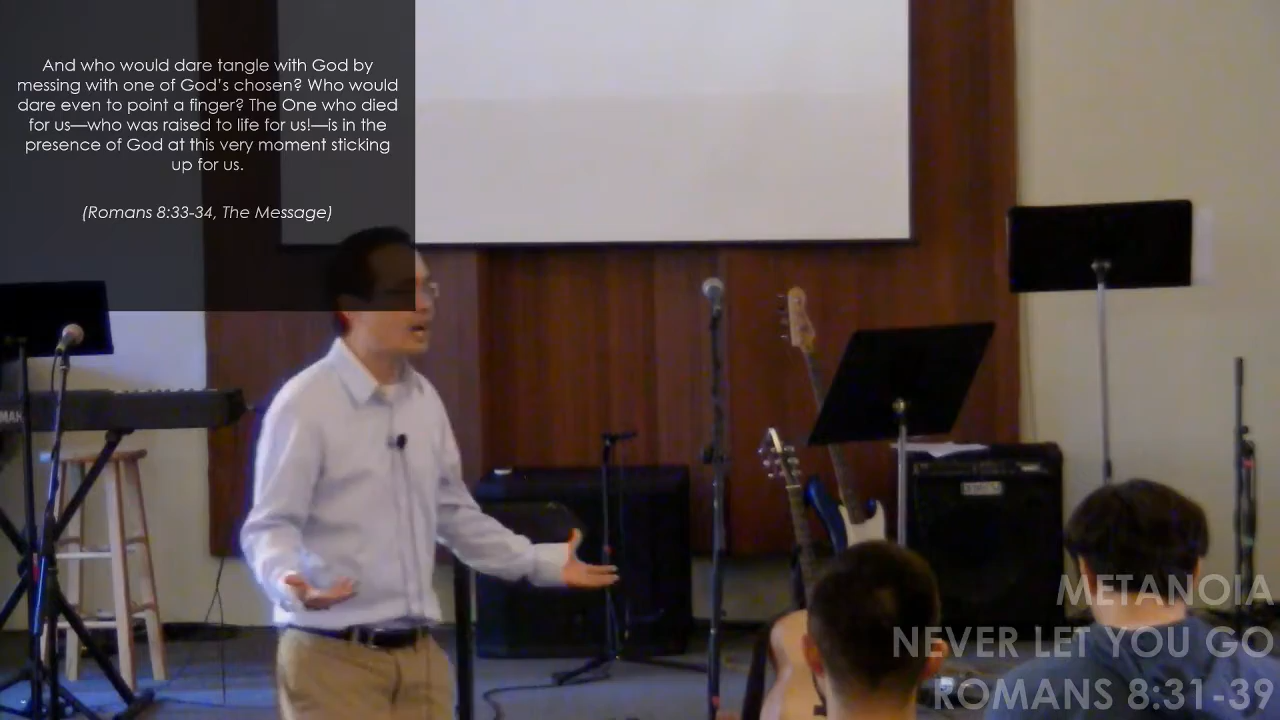 And who would dare tangle with God by
messing with one of God's chosen? Who would
dare even to point a finger? The One who died
for us—who was raised to life for us!—is in the
presence of God at this very moment sticking
up for us.
(Romans 8:33-34, The Message)
METANOIA
NEVER LET YOU GO
ROMANS 8:31-39